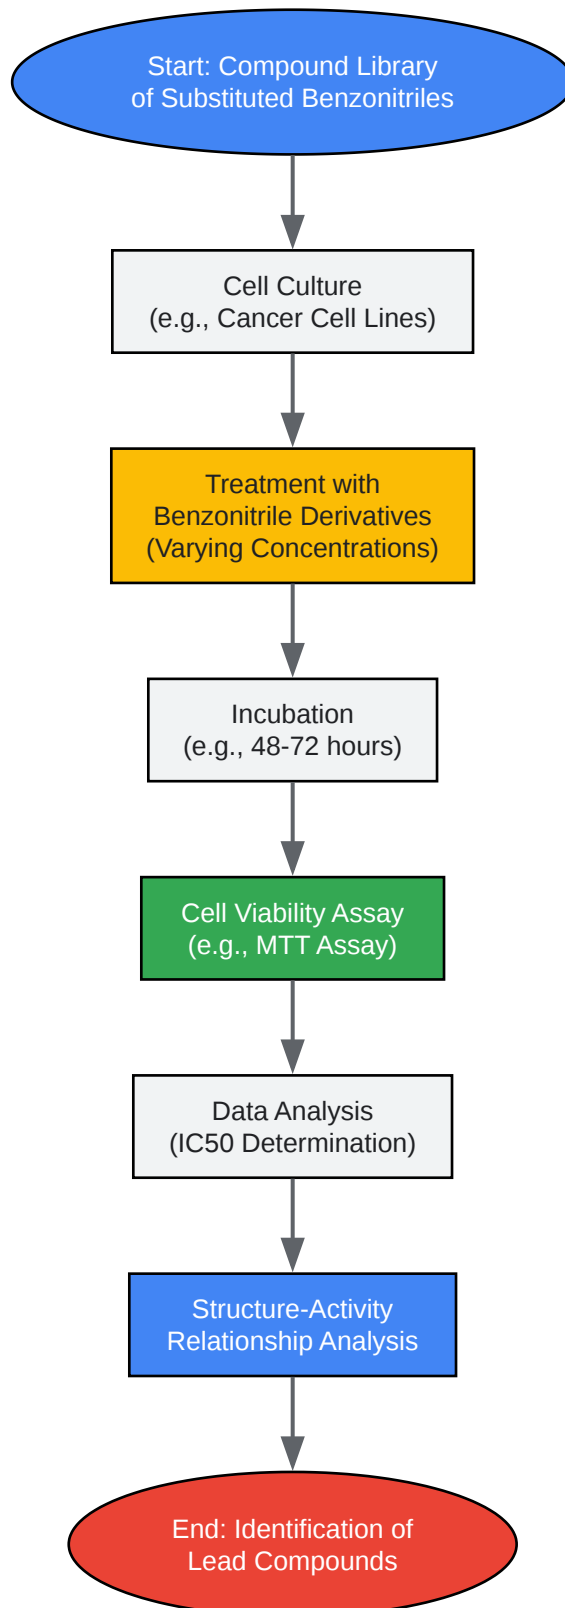 Start: Compound Library
of Substituted Benzonitriles
Cell Culture
(e.g., Cancer Cell Lines)
Treatment with
Benzonitrile Derivatives
(Varying Concentrations)
Incubation
(e.g., 48-72 hours)
Cell Viability Assay
(e.g., MTT Assay)
Data Analysis
(IC50 Determination)
Structure-Activity
Relationship Analysis
End: Identification of
Lead Compounds